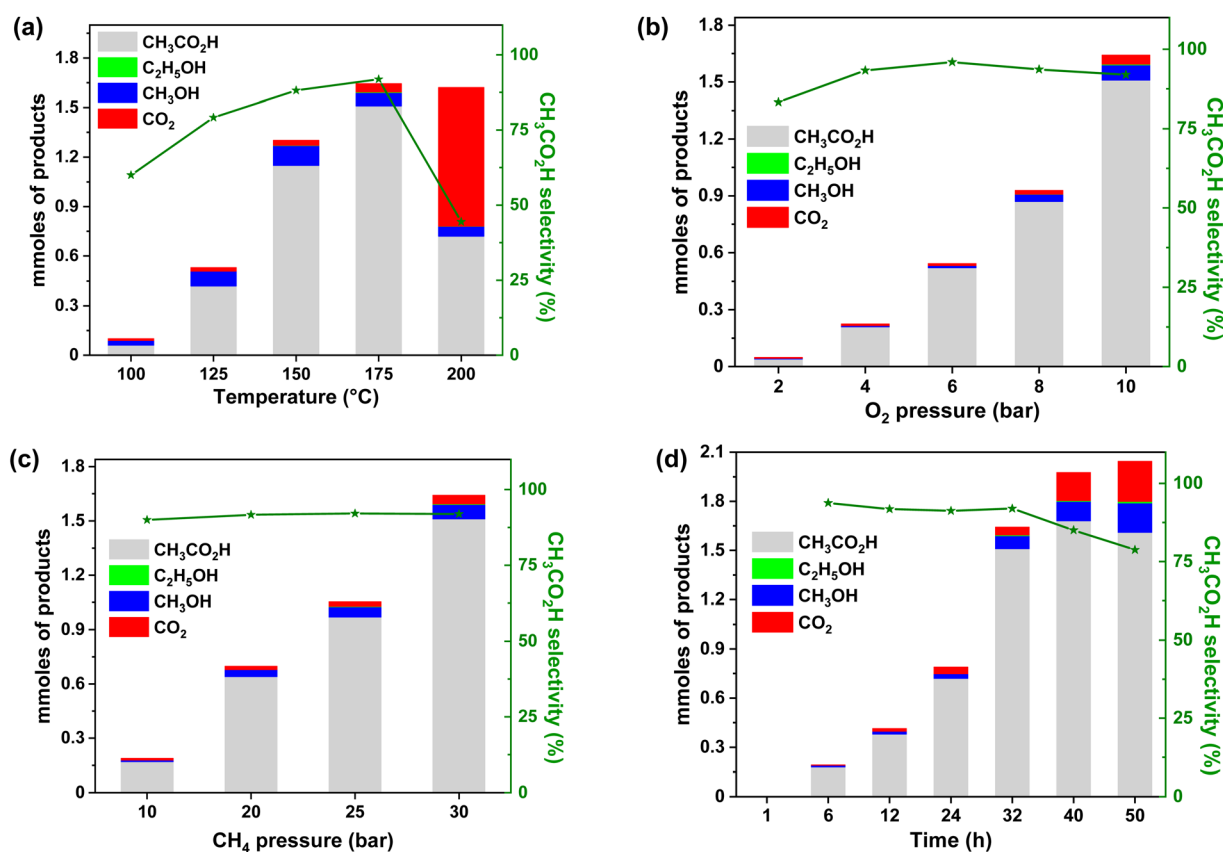 (a)
CH3CO2H
C2H5OH
CH3OH
CO2
mmoles of products
1.8
1.5
1.2
0.9
0.6
0.3
0
100
75
50
25
0
CH3CO2H selectivity (%)
100 125 150 175 200
Temperature (°C)
(b)
CH3CO2H
C2H5OH
CH3OH
CO2
mmoles of products
1.8
1.5
1.2
0.9
0.6
0.3
0
100
75
50
25
0
CH3CO2H selectivity (%)
2 4 6 8 10
O2 pressure (bar)
(c)
CH3CO2H
C2H5OH
CH3OH
CO2
mmoles of products
1.8
1.5
1.2
0.9
0.6
0.3
0
100
75
50
25
0
CH3CO2H selectivity (%)
10 20 25 30
CH4 pressure (bar)
(d)
CH3CO2H
C2H5OH
CH3OH
CO2
mmoles of products
2.1
1.8
1.5
1.2
0.9
0.6
0.3
0
100
75
50
25
0
CH3CO2H selectivity (%)
1 6 12 24 32 40 50
Time (h)